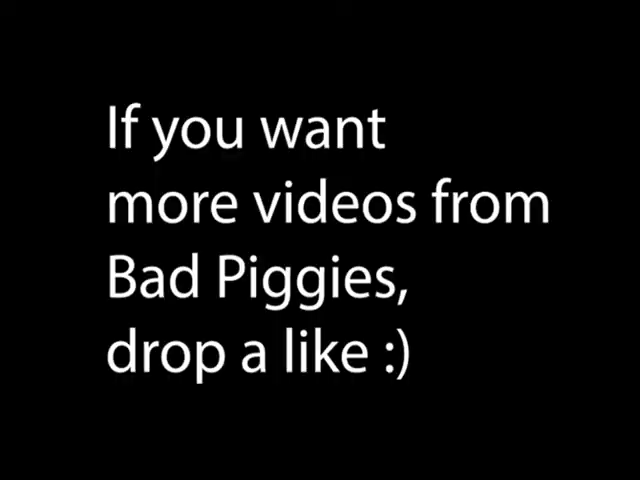 If you want
more videos from
Bad Piggies,
drop a like :)